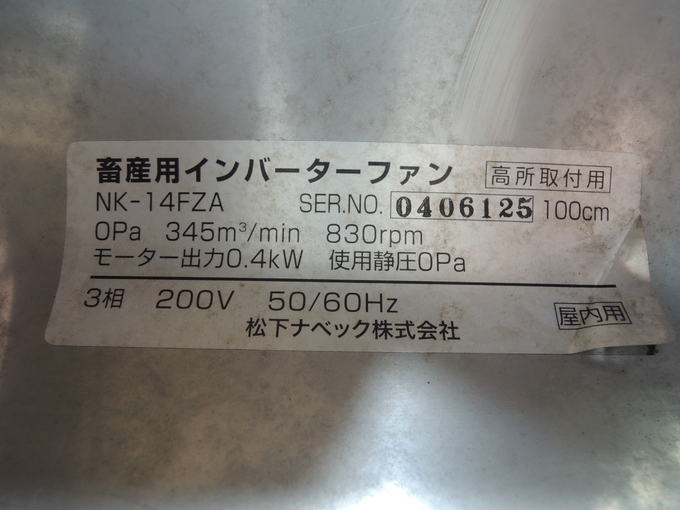 畜産用インバーターファン 高所取付用
NK-14FZA SER.NO. 0406125 100cm
0Pa 345m³/min 830rpm
モーター出力0.4kW 使用静圧0Pa
3相 200V 50/60Hz 屋内用
松下ナベック株式会社